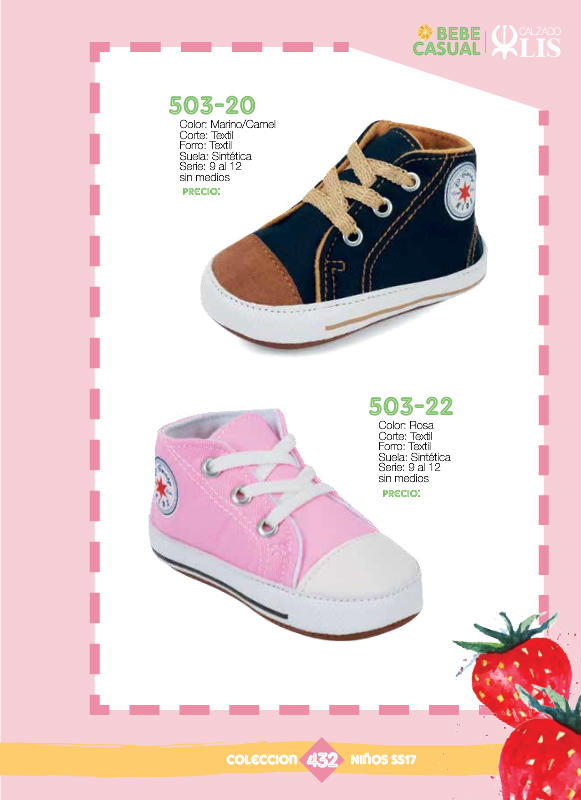 BEBE
CASUAL
CALZADO
LIS
503-20
Color: Marino/Camel
Corte: Textil
Forro: Textil
Suela: Sintética
Serie: 9 al 12
sin medios
PRECIO:
503-22
Color: Rosa
Corte: Textil
Forro: Textil
Suela: Sintética
Serie: 9 al 12
sin medios
PRECIO:
COLECCION 432 NIÑOS SS17